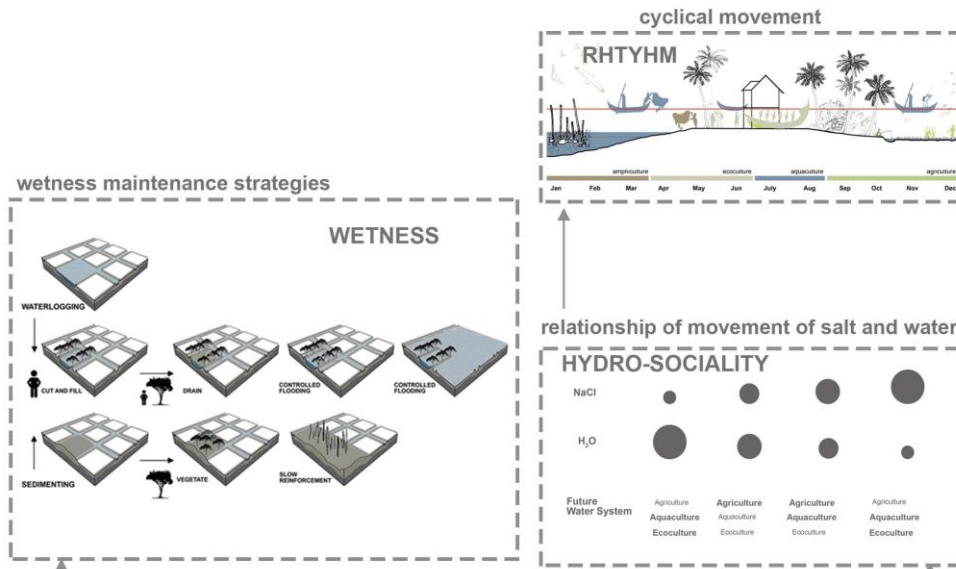 cyclical movement
RHTYHM
amphiculture ecoculture aquaculture agriculture
Jan Feb Mar Apr May Jun July Aug Sep Oct Nov Dec
wetness maintenance strategies
WETNESS
WATERLOGGING
CUT AND FILL DRAIN CONTROLLED FLOODING CONTROLLED FLOODING
SEDIMENTING VEGETATE SLOW REINFORCEMENT
relationship of movement of salt and water
HYDRO-SOCIALITY
NaCl
H₂O
Future Water System
Agriculture Agriculture Agriculture Agriculture
Aquaculture Aquaculture Aquaculture Aquaculture
Ecoculture Ecoculture Ecoculture Ecoculture